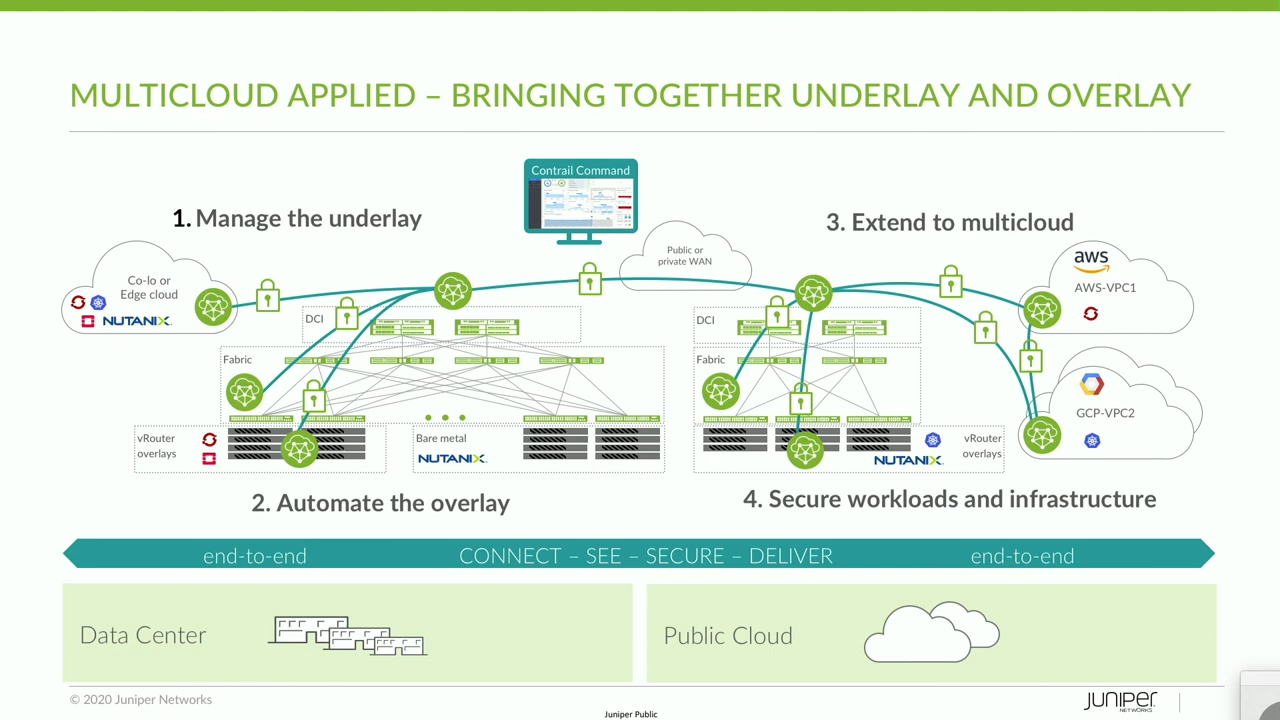 MULTICLOUD APPLIED – BRINGING TOGETHER UNDERLAY AND OVERLAY
Contrail Command
1. Manage the underlay
3. Extend to multicloud
Public or
private WAN
Co-lo or
Edge cloud
NUTANIX
aws
AWS-VPC1
DCI
DCI
Fabric
Fabric
GCP-VPC2
vRouter
overlays
Bare metal
NUTANIX
NUTANIX
vRouter
overlays
2. Automate the overlay
4. Secure workloads and infrastructure
end-to-end
CONNECT – SEE – SECURE – DELIVER
end-to-end
Data Center
Public Cloud
© 2020 Juniper Networks
JUNIPER
NETWORKS
Juniper Public